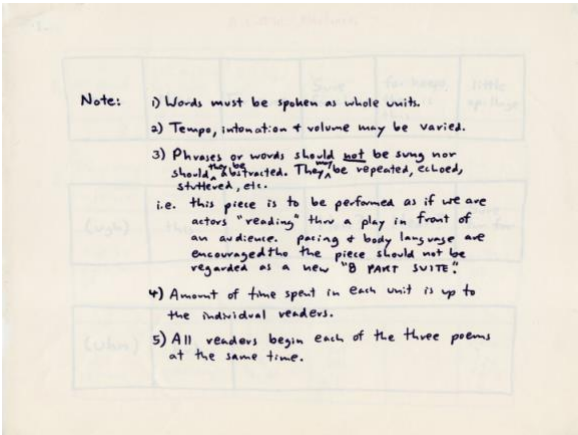 Note: 1) Words must be spoken as whole units.
2) Tempo, intonation + volume may be varied.
3) Phrases or words should not be sung nor
should they be abstracted. They may be repeated, echoed,
stuttered, etc.
i.e. this piece is to be performed as if we are
actors "reading" thru a play in front of
an audience. pacing + body language are
encouraged tho the piece should not be
regarded as a new "8 PART SUITE".
4) Amount of time spent in each unit is up to
the individual readers.
5) All readers begin each of the three poems
at the same time.